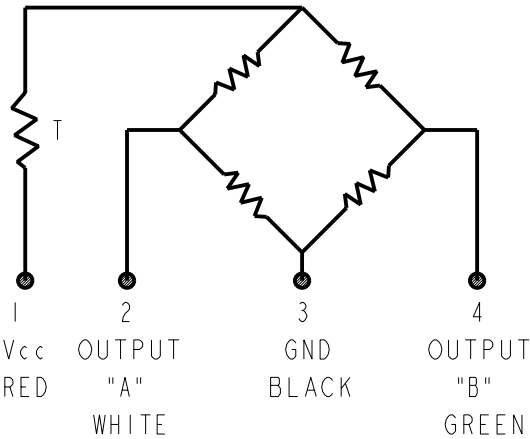 T
1 2 3 4
Vcc OUTPUT GND OUTPUT
RED "A" BLACK "B"
WHITE GREEN